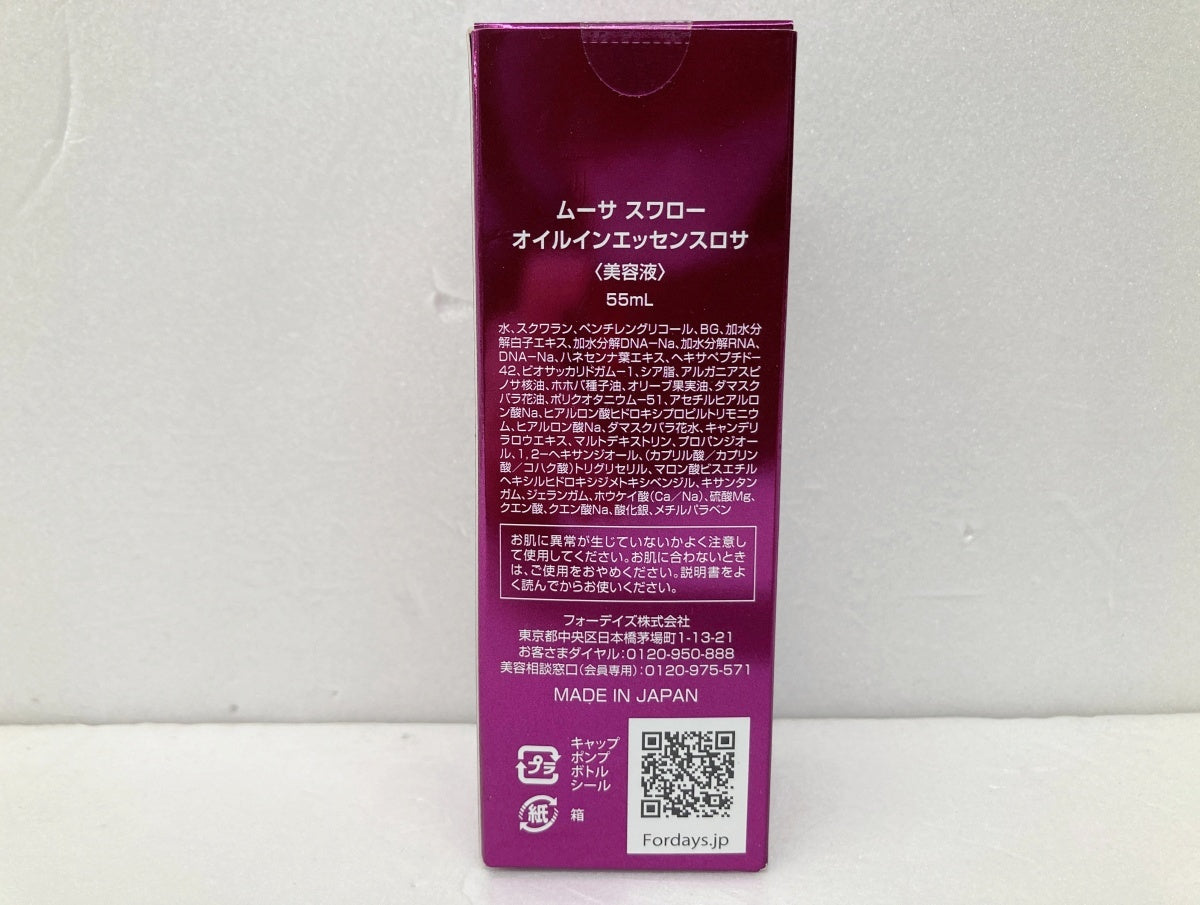 ムーサ スワロー
オイルインエッセンスロサ
〈美容液〉
55mL
水、スクワラン、ペンチレングリコール、BG、加水分
解白子エキス、加水分解DNA-Na、加水分解RNA、
DNA-Na、ハネセンナ葉エキス、ヘキサペプチド-
42、ビオサッカリドガム-1、シア脂、アルガニアスピ
ノサ核油、ホホバ種子油、オリーブ果実油、ダマスク
バラ花油、ポリクオタニウム-51、アセチルヒアルロ
ン酸Na、ヒアルロン酸ヒドロキシプロピルトリモニウ
ム、ヒアルロン酸Na、ダマスクバラ花水、キャンデリ
ラロウエキス、マルトデキストリン、プロパンジオー
ル、1,2-ヘキサンジオール、(カプリル酸/カプリン
酸/コハク酸)トリグリセリル、マロン酸ビスエチル
ヘキシルヒドロキシジメトキシベンジル、キサンタン
ガム、ジェランガム、ホウケイ酸(Ca/Na)、硫酸Mg、
クエン酸、クエン酸Na、酸化銀、メチルパラベン
お肌に異常が生じていないかよく注意し
て使用してください。お肌に合わないとき
は、ご使用をおやめください。説明書をよ
く読んでからお使いください。
フォーデイズ株式会社
東京都中央区日本橋茅場町1-13-21
お客さまダイヤル:0120-950-888
美容相談窓口(会員専用):0120-975-571
MADE IN JAPAN
プラ
キャップ
ポンプ
ボトル
シール
紙
箱
Fordays.jp